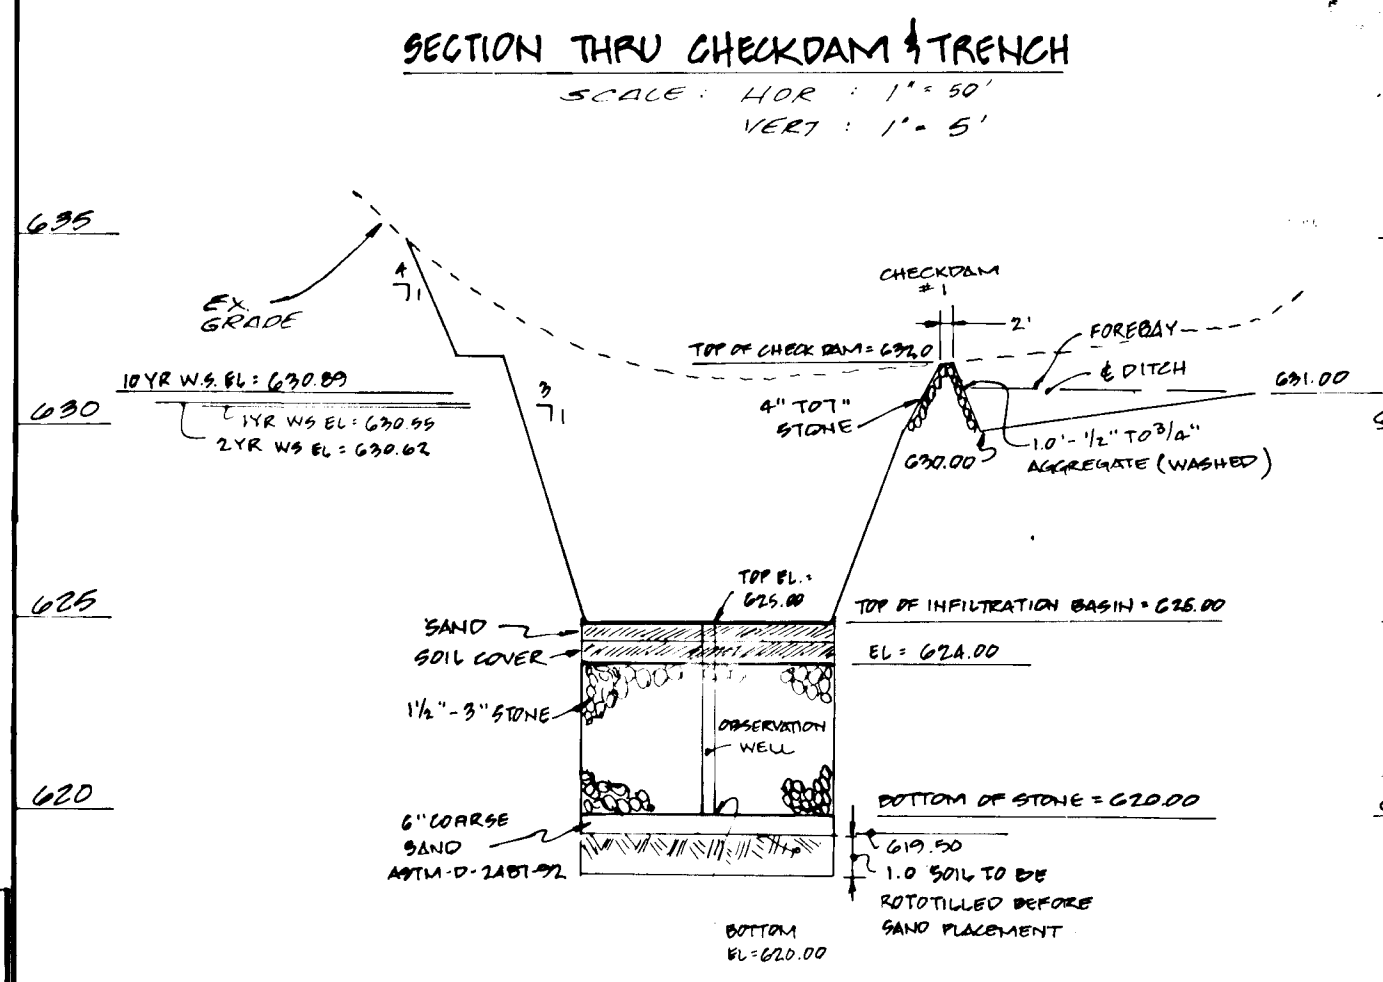 SECTION THRU CHECKDAM & TRENCH
SCALE: HOR : 1" = 50'
VERT : 1" = 5'
635
EX.
GRADE
4
1
CHECKDAM
#1
2'
FOREBAY
& DITCH
TOP OF CHECK DAM = 632.0
10 YR W.S. EL = 630.89
1YR WS EL = 630.55
2YR WS EL = 630.62
630
3
1
4" TO 7"
STONE
631.00
630.00
1.0' - 1/2" TO 3/4"
AGGREGATE (WASHED)
TOP EL. =
625.00
625
TOP OF INFILTRATION BASIN = 625.00
SAND
SOIL COVER
EL = 624.00
1 1/2" - 3" STONE
OBSERVATION
WELL
620
BOTTOM OF STONE = 620.00
6" COARSE
SAND
ASTM-D-2487-92
619.50
1.0 SOIL TO BE
ROTOTILLED BEFORE
SAND PLACEMENT
BOTTOM
EL = 620.00